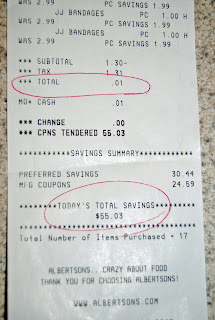 WAS 2.99 PC SAVINGS 1.99
JJ BANDAGES PC 1.00 H
WAS 2.99 PC SAVINGS 1.99
JJ BANDAGES PC 1.00 H
WAS 2.99 PC SAVINGS 1.99
*** SUBTOTAL 1.30-
*** TAX 1.31
*** TOTAL .01
MO* CASH .01
*** CHANGE .00
*** CPNS TENDERED 55.03
SAVINGS SUMMARY
PREFERRED SAVINGS 30.44
MFG COUPONS 24.59
********TODAY'S TOTAL SAVINGS*********
$55.03
Total Number of Items Purchased = 17
ALBERTSONS...CRAZY ABOUT FOOD
THANK YOU FOR CHOOSING ALBERTSONS!
WWW.ALBERTSONS.COM